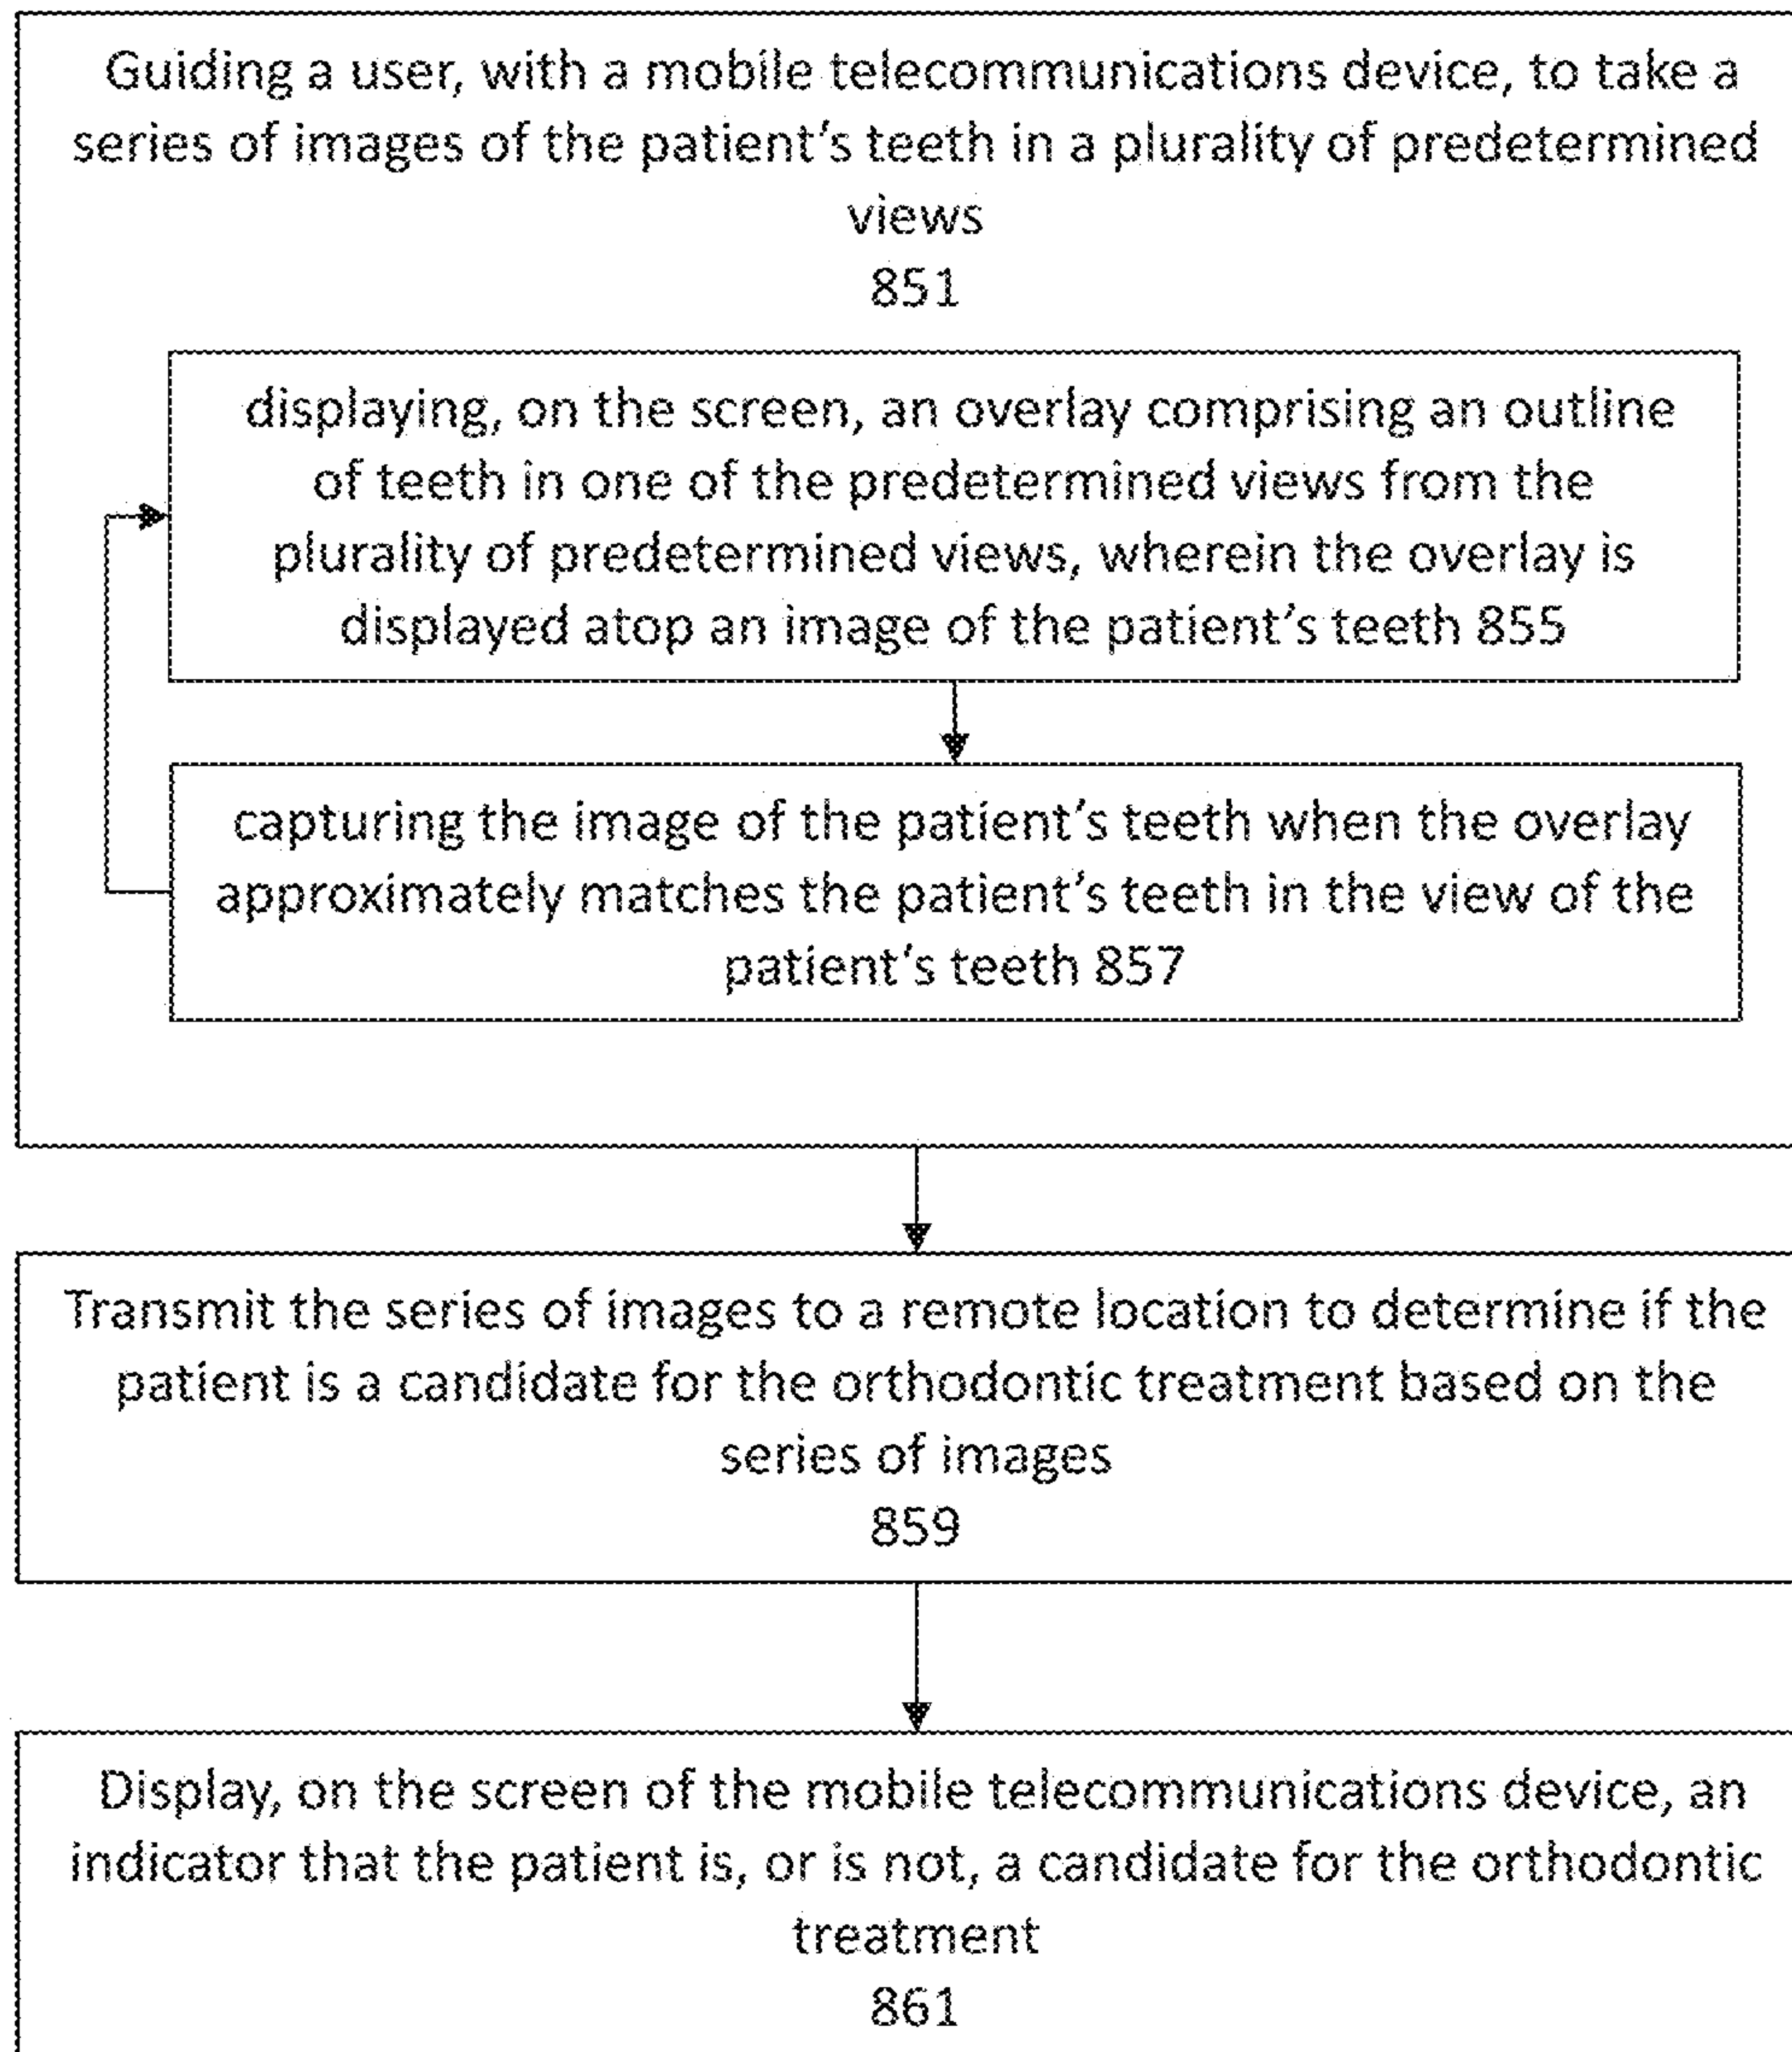 Guiding a user, with a mobile telecommunications device, to take a
series of images of the patient's teeth in a plurality of predetermined
views
851
displaying, on the screen, an overlay comprising an outline
of teeth in one of the predetermined views from the
plurality of predetermined views, wherein the overlay is
displayed atop an image of the patient's teeth 855
capturing the image of the patient's teeth when the overlay
approximately matches the patient's teeth in the view of the
patient's teeth 857
Transmit the series of images to a remote location to determine if the
patient is a candidate for the orthodontic treatment based on the
series of images
859
Display, on the screen of the mobile telecommunications device, an
indicator that the patient is, or is not, a candidate for the orthodontic
treatment
861